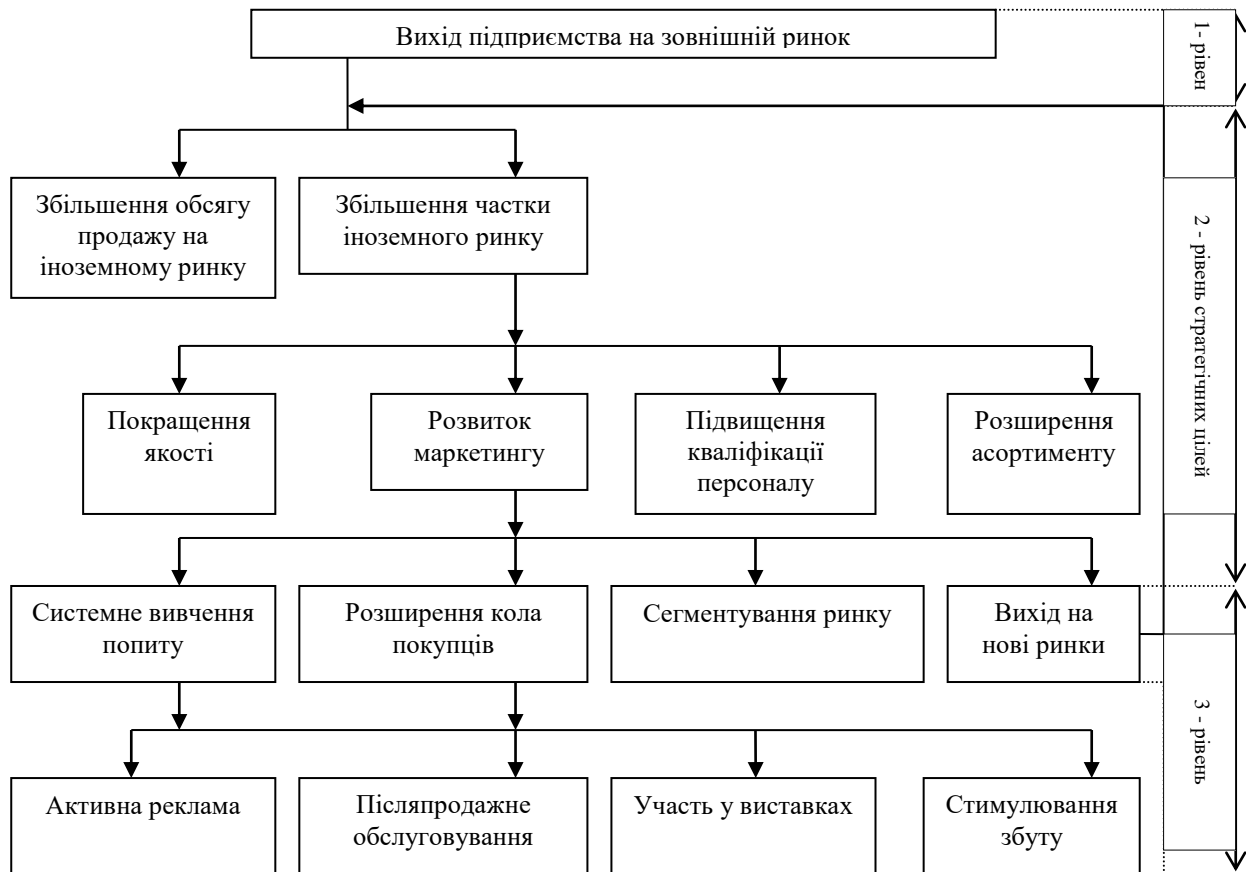 Вихід підприємства на зовнішній ринок
1- рівен
Збільшення обсягу
продажу на
іноземному ринку
Збільшення частки
іноземного ринку
2 - рівень стратегічних цілей
Покращення
якості
Розвиток
маркетингу
Підвищення
кваліфікації
персоналу
Розширення
асортименту
Системне вивчення
попиту
Розширення кола
покупців
Сегментування ринку
Вихід на
нові ринки
3 - рівень
Активна реклама
Післяпродажне
обслуговування
Участь у виставках
Стимулювання
збуту